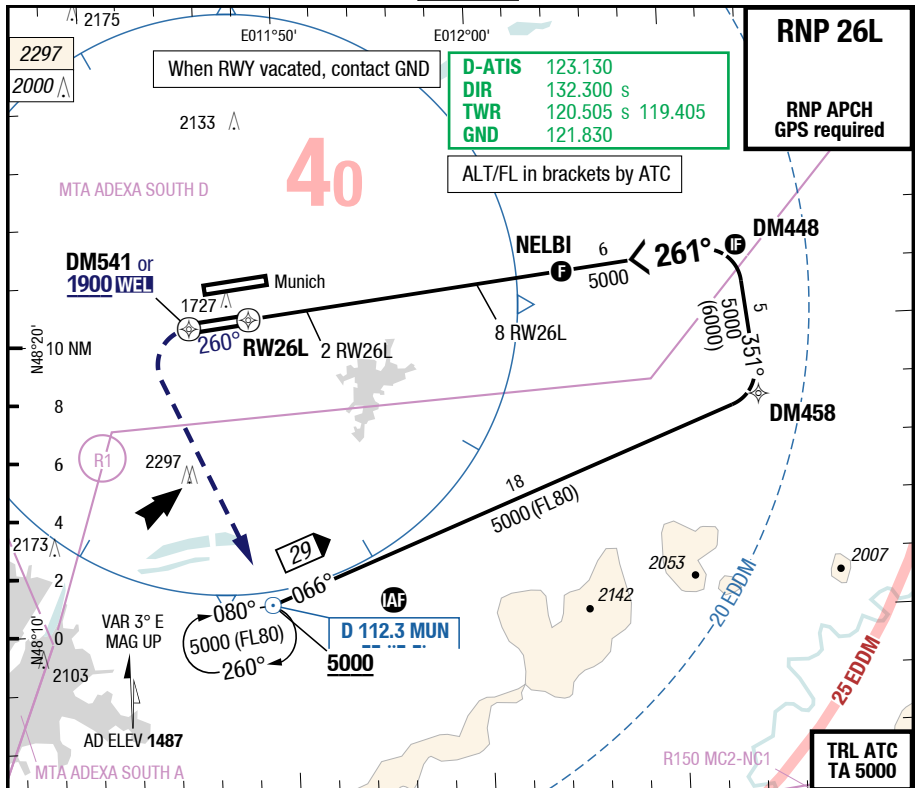 2175
E011°50'
E012°00'
RNP 26L
RNP APCH
GPS required
2297
2000
When RWY vacated, contact GND
D-ATIS 123.130
DIR 132.300 s
TWR 120.505 s 119.405
GND 121.830
2133
40
ALT/FL in brackets by ATC
MTA ADEXA SOUTH D
DM448
NELBI
F
6
5000
261°
IF
DM541 or
1900 WEL
Munich
1727
5
5000
(6000)
351°
260°
RW26L
2 RW26L
8 RW26L
N48°20'
10 NM
8
6
4
2
0
DM458
R1
2297
18
5000 (FL80)
2173
29
066°
2053
2007
2142
20 EDDM
IAF
080°
5000 (FL80)
260°
D 112.3 MUN
5000
VAR 3° E
MAG UP
N48°10'
2103
AD ELEV 1487
25 EDDM
MTA ADEXA SOUTH A
R150 MC2-NC1
TRL ATC
TA 5000